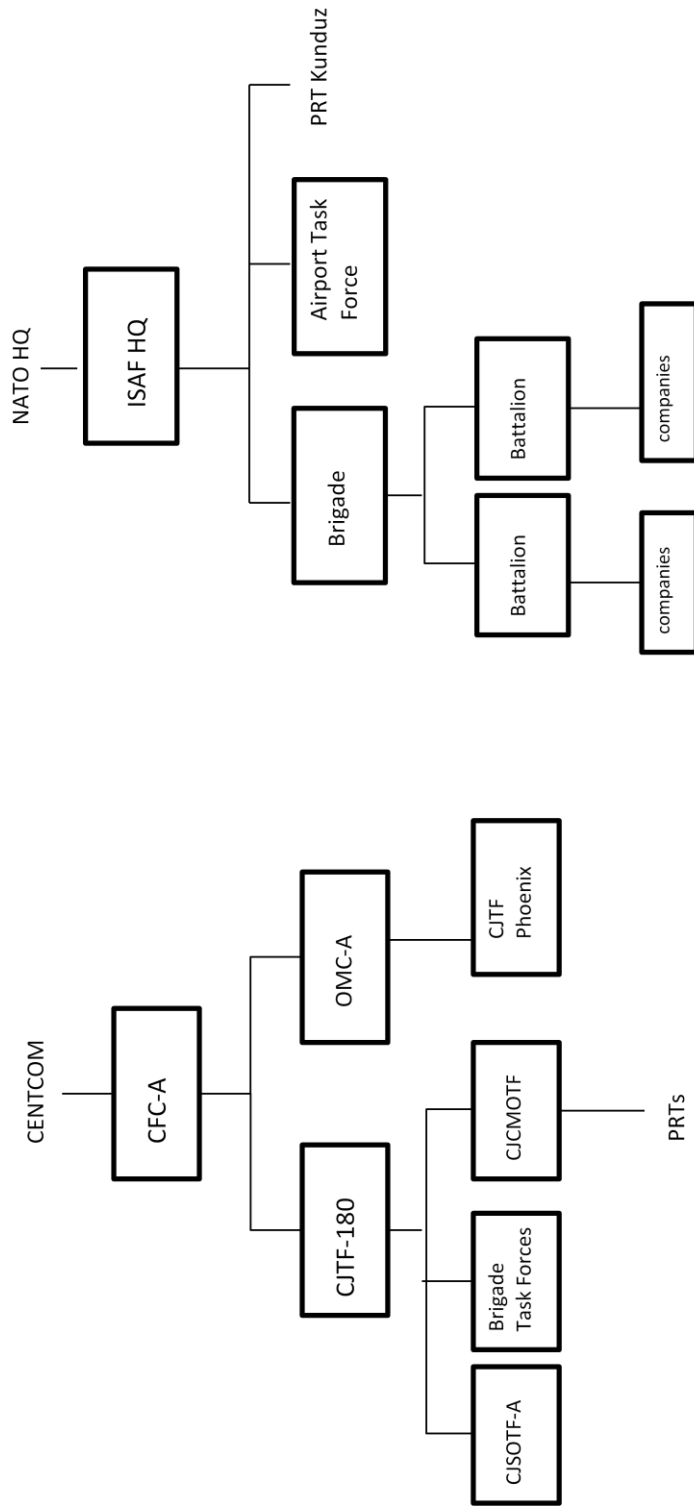 CENTCOM
CFC-A
CJTF-180
OMC-A
CJSOTF-A
Brigade
Task Forces
CJCMOTF
CJTF
Phoenix
PRTs
NATO HQ
ISAF HQ
Brigade
Airport Task
Force
PRT Kunduz
Battalion
Battalion
companies
companies